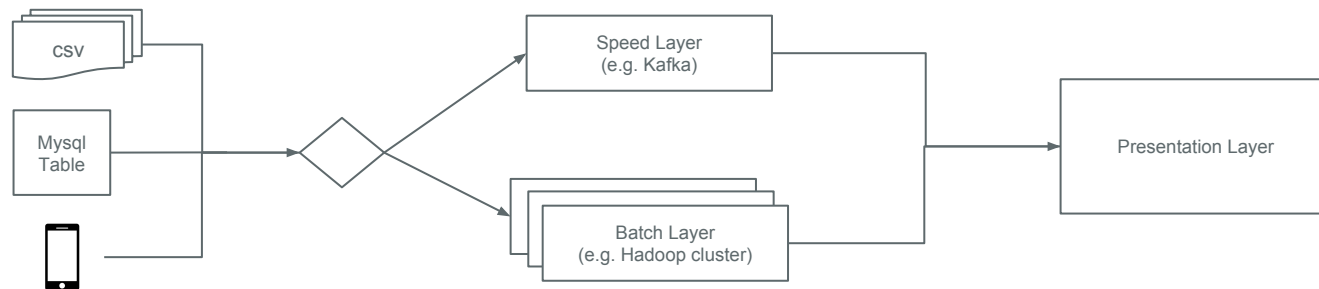 csv
Mysql
Table
Speed Layer
(e.g. Kafka)
Batch Layer
(e.g. Hadoop cluster)
Presentation Layer